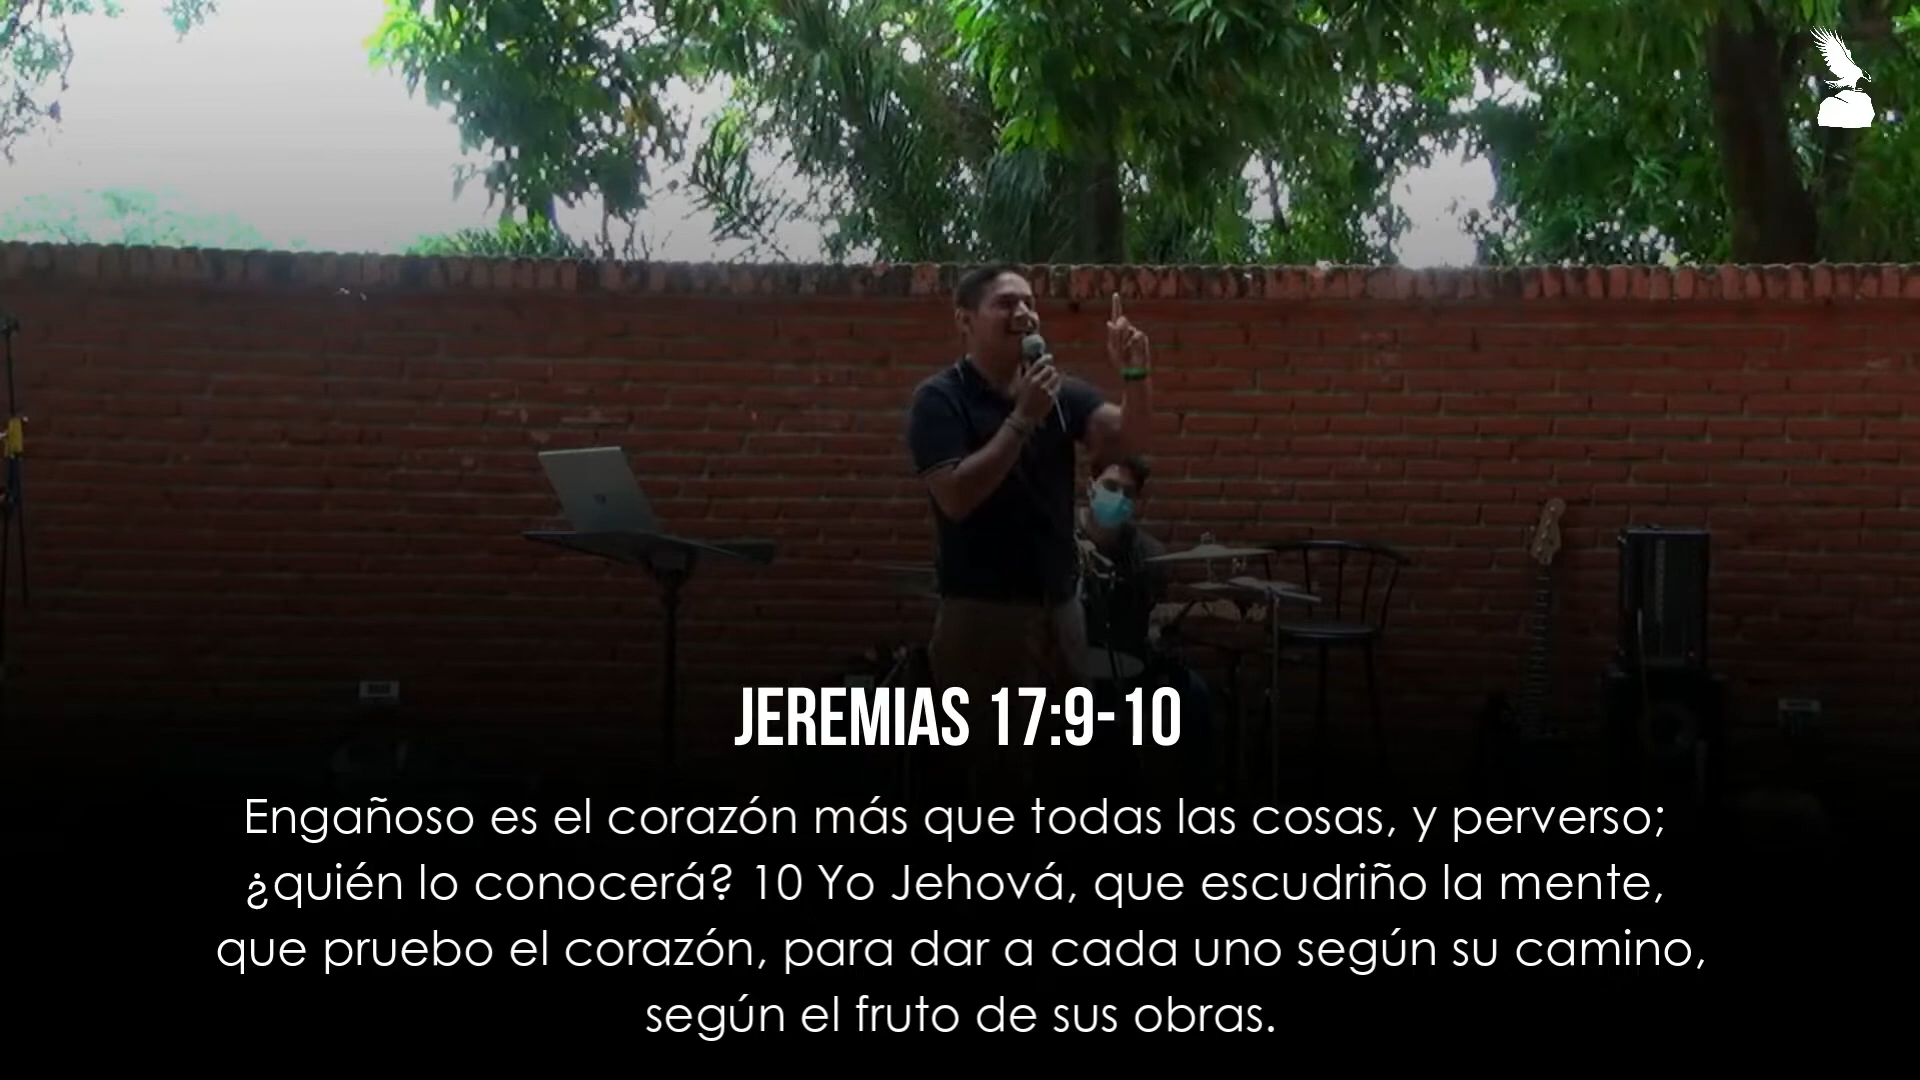 JEREMIAS 17:9-10
Engañoso es el corazón más que todas las cosas, y perverso;
¿quién lo conocerá? 10 Yo Jehová, que escudriño la mente,
que pruebo el corazón, para dar a cada uno según su camino,
según el fruto de sus obras.